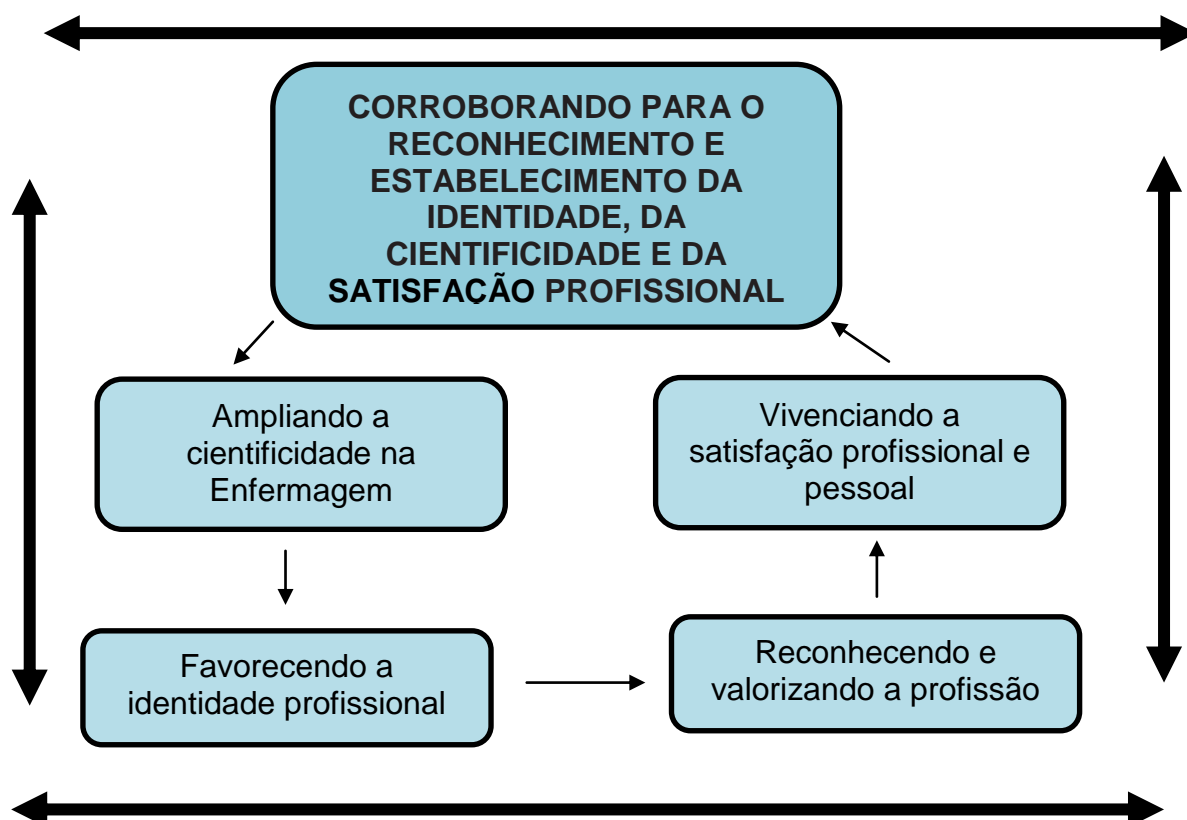 CORROBORANDO PARA O
RECONHECIMENTO E
ESTABELECIMENTO DA
IDENTIDADE, DA
CIENTIFICIDADE E DA
SATISFAÇÃO PROFISSIONAL
Ampliando a
cientificidade na
Enfermagem
Vivenciando a
satisfação profissional e
pessoal
Favorecendo a
identidade profissional
Reconhecendo e
valorizando a profissão